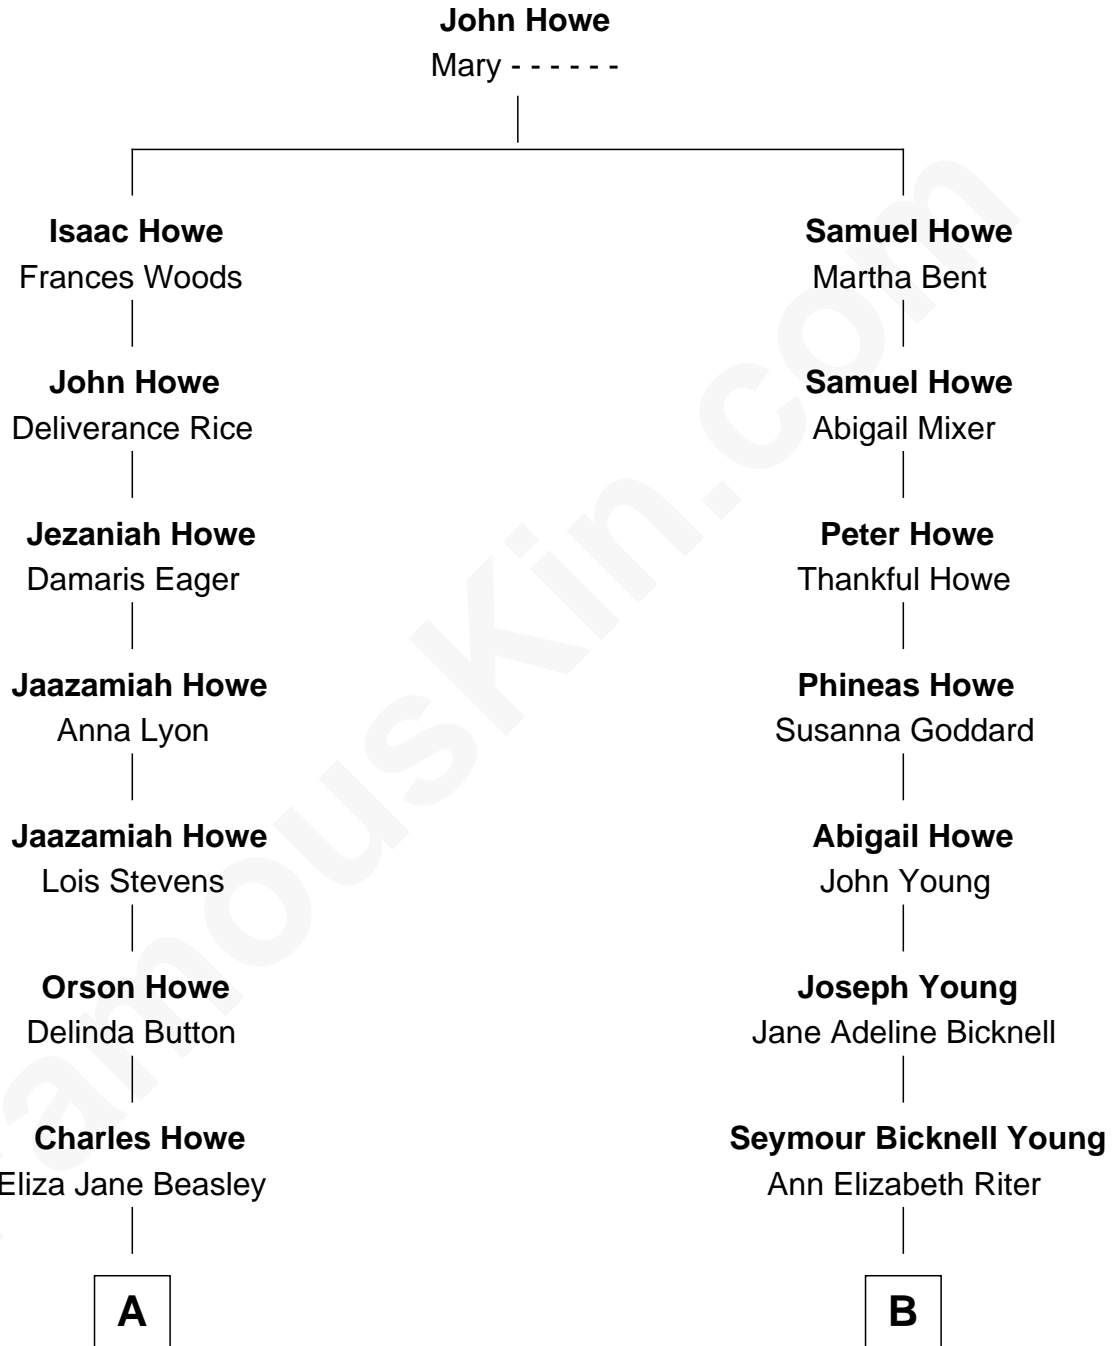 John Howe
Mary - - - - - -
Isaac Howe
Frances Woods
Samuel Howe
Martha Bent
John Howe
Deliverance Rice
Samuel Howe
Abigail Mixer
Jezaniah Howe
Damaris Eager
Peter Howe
Thankful Howe
Jaazamiah Howe
Anna Lyon
Phineas Howe
Susanna Goddard
Jaazamiah Howe
Lois Stevens
Abigail Howe
John Young
Orson Howe
Delinda Button
Joseph Young
Jane Adeline Bicknell
Charles Howe
Eliza Jane Beasley
Seymour Bicknell Young
Ann Elizabeth Riter
A
B
FamousKin.com